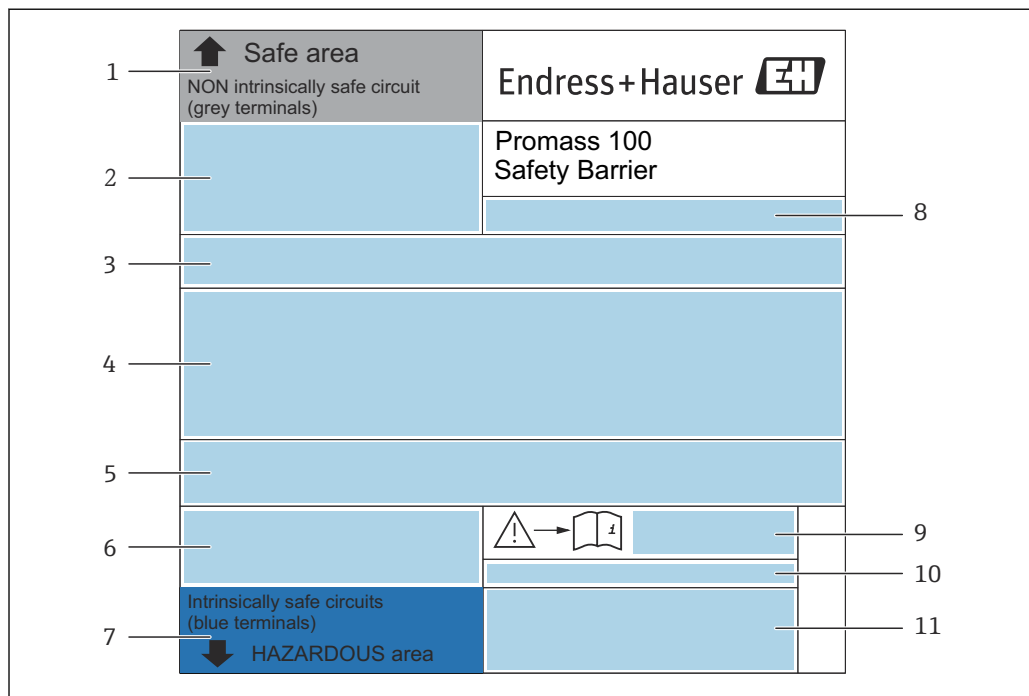 Safe area
NON intrinsically safe circuit
(grey terminals)
Endress+Hauser EH
Promass 100
Safety Barrier
1
2
3
4
5
6
7
8
9
10
11
i
Intrinsically safe circuits
(blue terminals)
HAZARDOUS area